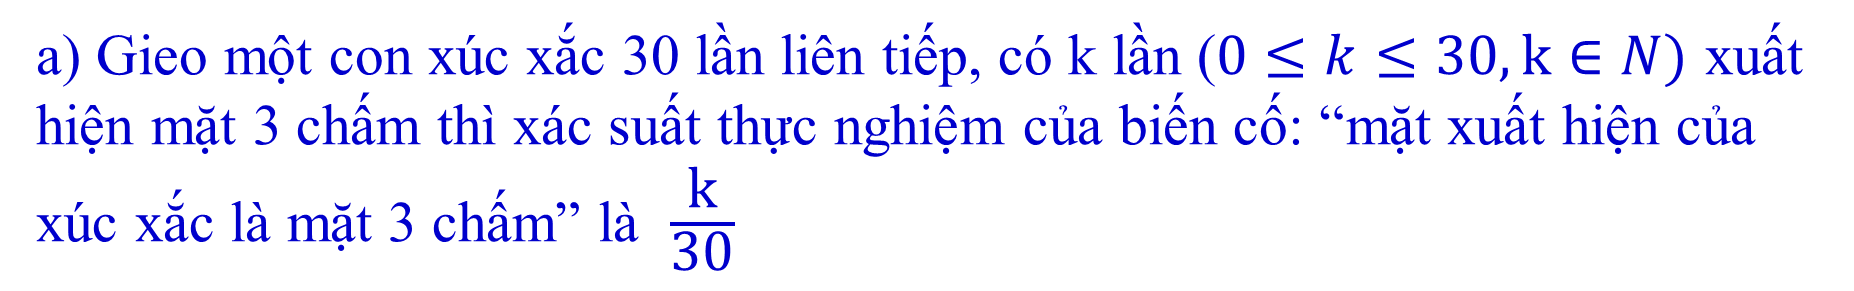 a) Gieo một con xúc xắc 30 lần liên tiếp, có k lần (0 ≤ k ≤ 30, k ∈ N) xuất
hiện mặt 3 chấm thì xác suất thực nghiệm của biến cố: “mặt xuất hiện của
xúc xắc là mặt 3 chấm” là k/30